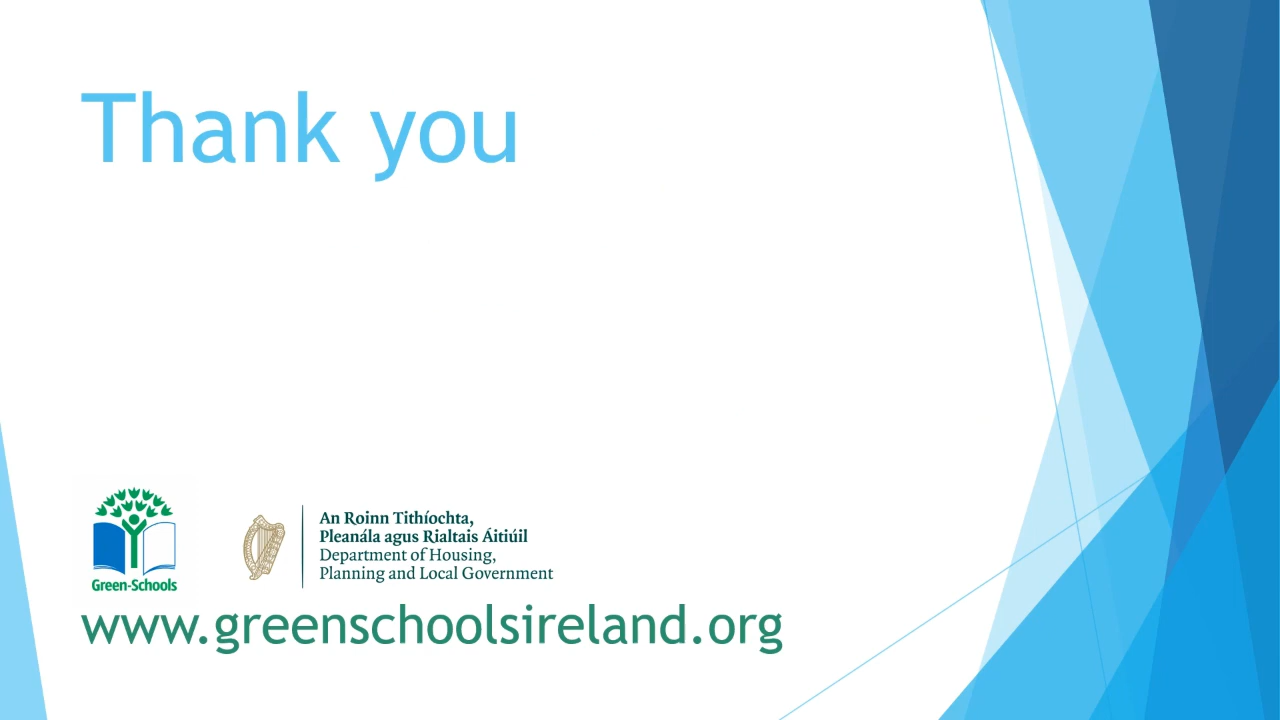 Thank you
Green-Schools
An Roinn Tithíochta,
Pleanála agus Rialtais Áitiúil
Department of Housing,
Planning and Local Government
www.greenschoolsireland.org